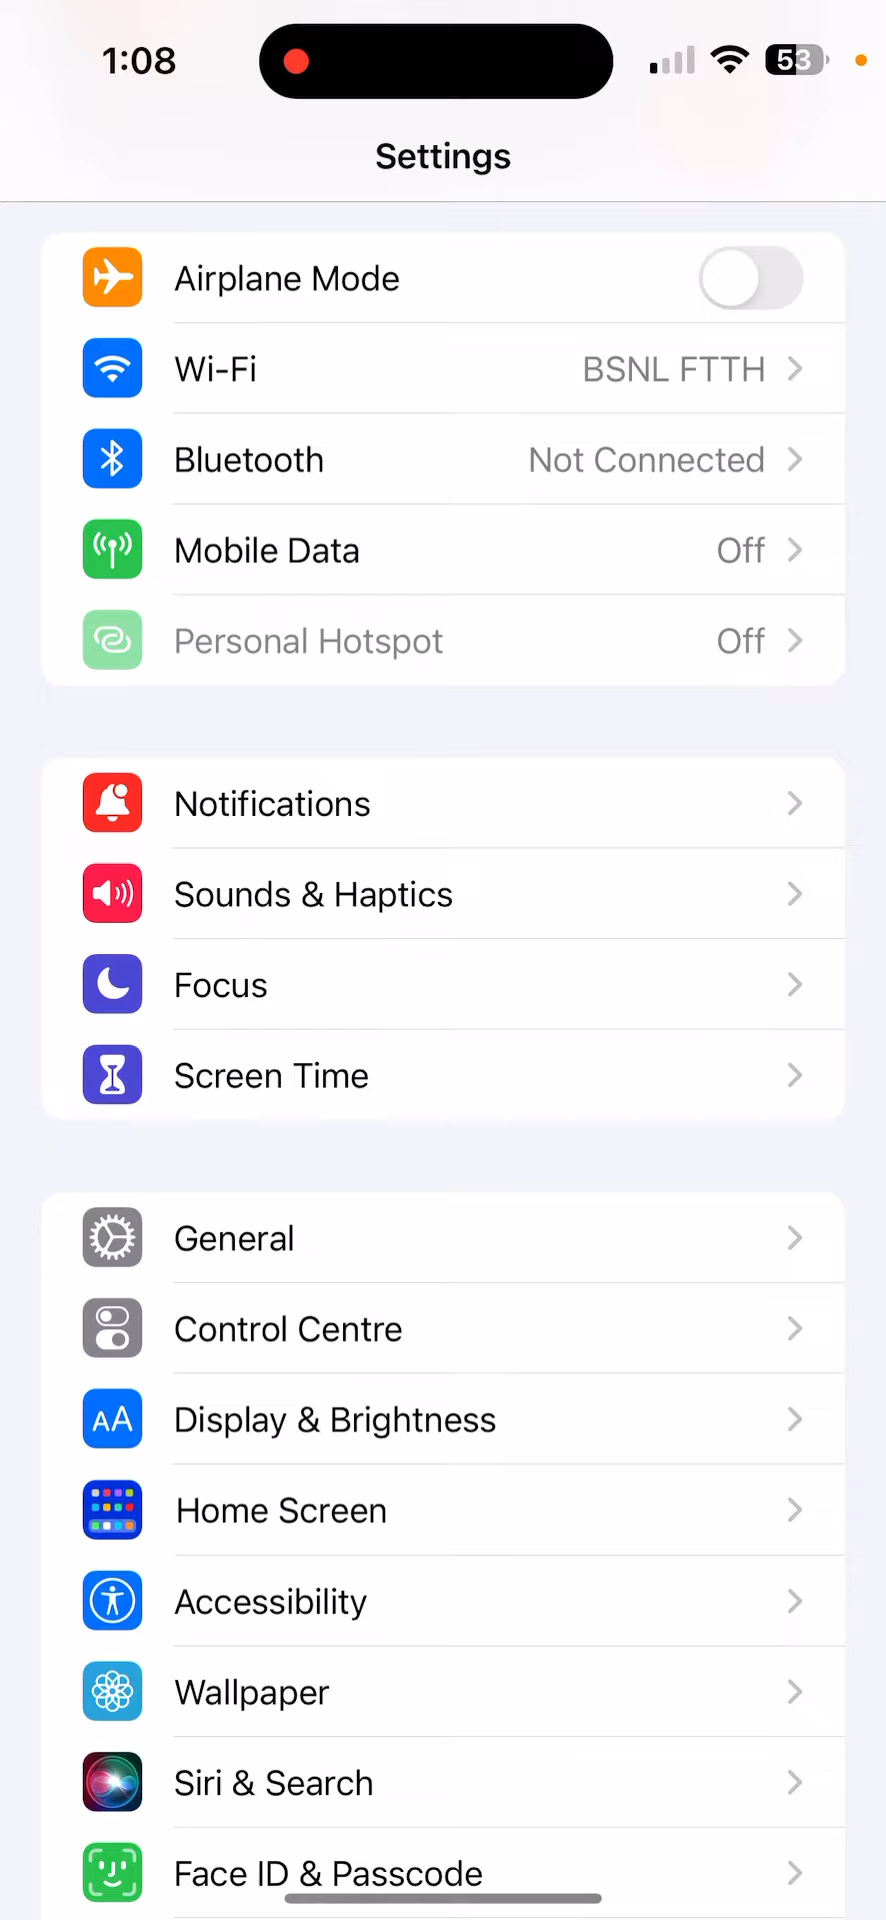 1:08
53
Settings
Airplane Mode
Wi-Fi BSNL FTTH
Bluetooth Not Connected
Mobile Data Off
Personal Hotspot Off
Notifications
Sounds & Haptics
Focus
Screen Time
General
Control Centre
AA Display & Brightness
Home Screen
Accessibility
Wallpaper
Siri & Search
Face ID & Passcode